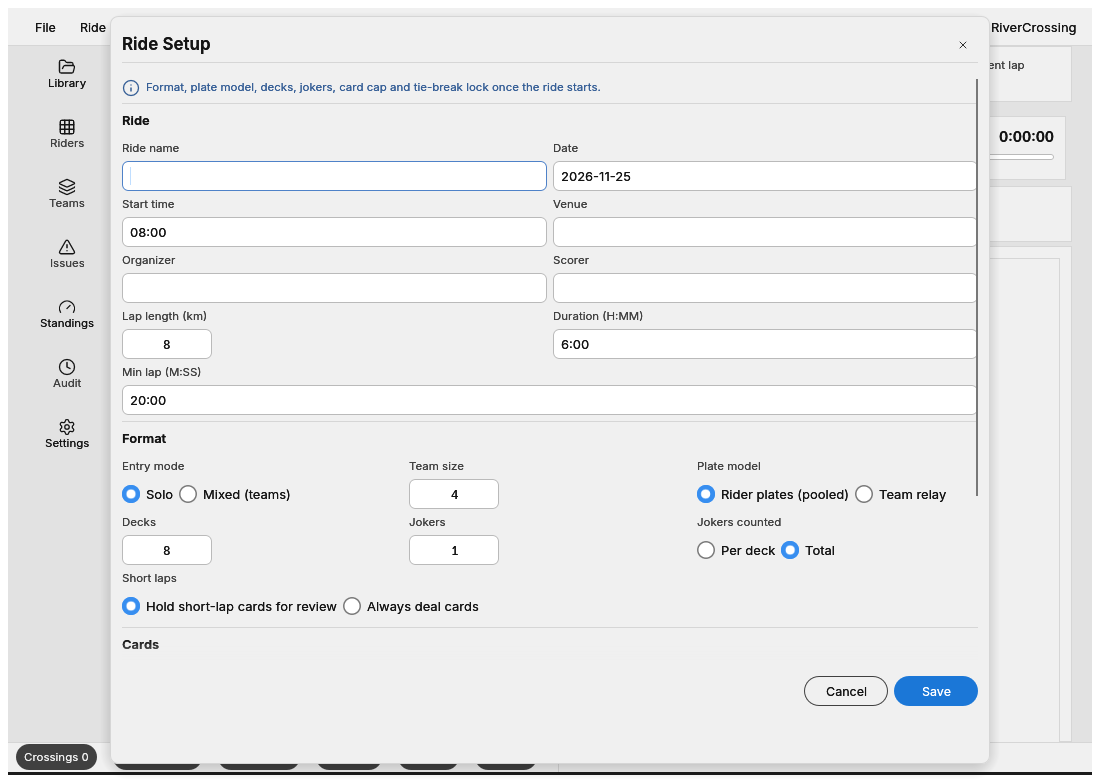 File Ride RiverCrossing
Ride Setup
Library
Riders
Teams
Issues
Standings
Audit
Settings
ent lap
0:00:00
Format, plate model, decks, jokers, card cap and tie-break lock once the ride starts.
Ride
Ride name Date
2026-11-25
Start time Venue
08:00
Organizer Scorer
Lap length (km) Duration (H:MM)
8 6:00
Min lap (M:SS)
20:00
Format
Entry mode Team size Plate model
Solo Mixed (teams) 4 Rider plates (pooled) Team relay
Decks Jokers Jokers counted
8 1 Per deck Total
Short laps
Hold short-lap cards for review Always deal cards
Cards
Cancel Save
Crossings 0